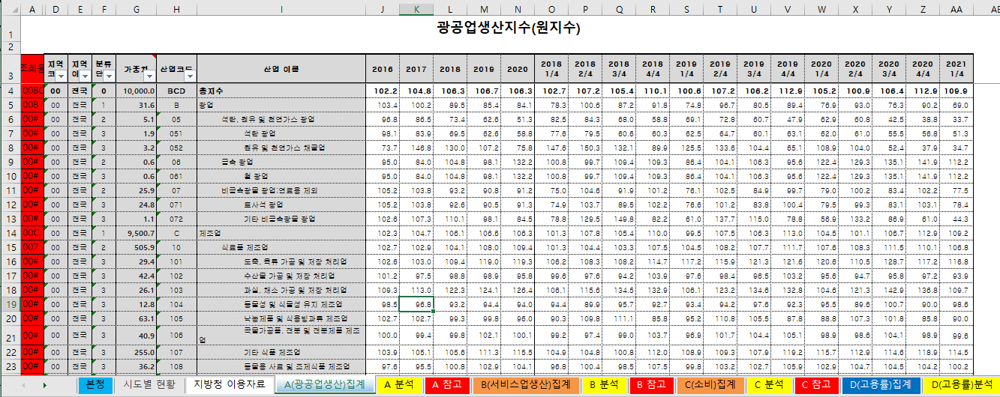 A D E F G H I J K L M N O P Q R S T U V W X Y Z AA AE
1 광공업생산지수(원지수)
2
3 조회용 지역코 지역이 분류단 가중치 산업코드 산업 이름 2016 2017 2018 2019 2020 2018 1/4 2018 2/4 2018 3/4 2018 4/4 2019 1/4 2019 2/4 2019 3/4 2019 4/4 2020 1/4 2020 2/4 2020 3/4 2020 4/4 2021 1/4
4 00BC 00 전국 0 10,000.0 BCD 총지수 102.2 104.8 106.3 106.7 106.3 102.7 107.2 105.4 110.1 100.6 107.2 106.2 112.9 105.2 100.9 106.4 112.9 109.9
5 00B 00 전국 1 31.6 B 광업 103.4 100.2 89.5 85.4 84.1 78.3 100.6 87.2 91.8 74.8 96.7 80.5 89.4 76.9 93.0 76.3 90.2 69.0
6 00# 00 전국 2 5.1 05 석탄, 원유 및 천연가스 광업 96.8 86.5 73.4 62.6 51.3 82.5 84.3 68.0 58.8 69.1 72.8 60.7 47.9 62.9 60.8 42.5 38.8 33.7
7 00# 00 전국 3 1.9 051 석탄 광업 98.1 83.9 69.5 62.6 58.8 77.6 79.5 60.6 60.3 62.5 64.7 60.1 63.1 62.0 61.0 55.5 56.8 51.3
8 00# 00 전국 3 3.2 052 원유 및 천연가스 채굴업 73.7 146.8 130.0 107.2 75.8 147.6 150.3 132.1 89.9 125.5 133.6 104.4 65.1 108.9 104.0 52.4 37.9 34.7
9 00# 00 전국 2 0.6 06 금속 광업 95.0 84.0 104.8 98.1 132.2 100.8 99.7 109.4 109.3 86.4 104.1 106.3 95.6 122.4 129.3 135.1 141.9 112.2
10 00# 00 전국 3 0.6 061 철 광업 95.0 84.0 104.8 98.1 132.2 100.8 99.7 109.4 109.3 86.4 104.1 106.3 95.6 122.4 129.3 135.1 141.9 112.2
11 00# 00 전국 2 25.9 07 비금속광물 광업;연료용 제외 105.2 103.8 93.2 90.8 91.2 75.0 104.6 91.9 101.2 76.1 102.5 84.9 99.7 79.0 100.2 83.4 102.2 77.5
12 00# 00 전국 3 24.8 071 토사석 광업 105.2 103.8 92.6 90.5 91.3 74.9 103.7 89.5 102.2 76.6 101.2 83.8 100.4 79.5 99.3 83.1 103.1 78.4
13 00# 00 전국 3 1.1 072 기타 비금속광물 광업 102.6 107.3 110.1 98.1 84.5 78.8 129.5 149.8 82.2 61.0 137.7 115.0 78.8 56.9 133.2 86.9 61.0 44.3
14 00C 00 전국 1 9,500.7 C 제조업 102.3 104.7 106.1 106.6 106.3 101.3 107.8 105.4 110.0 99.5 107.5 106.3 113.0 104.5 101.1 106.7 112.9 109.2
15 007 00 전국 2 505.9 10 식료품 제조업 102.7 102.9 104.1 108.0 109.4 101.3 104.4 103.3 107.5 104.5 108.2 107.7 111.7 107.6 108.3 111.5 110.1 106.8
16 00# 00 전국 3 29.4 101 도축, 육류 가공 및 저장 처리업 102.6 103.0 109.4 119.0 119.3 106.2 108.3 108.2 114.7 117.2 115.9 121.3 121.6 120.6 110.5 128.7 117.2 116.8
17 00# 00 전국 3 42.4 102 수산물 가공 및 저장 처리업 101.2 97.5 98.8 98.9 95.8 99.6 97.6 94.2 103.9 97.6 98.4 96.5 103.2 95.6 94.7 95.8 97.2 93.9
18 00# 00 전국 3 26.1 103 과실, 채소 가공 및 저장 처리업 109.3 113.0 122.3 124.1 126.4 106.1 115.6 134.5 132.9 106.1 123.2 134.6 132.8 104.6 121.3 142.9 136.8 109.7
19 00# 00 전국 3 12.8 104 동물성 및 식물성 유지 제조업 98.5 96.8 93.2 94.4 94.0 94.4 89.9 95.7 92.7 93.4 94.2 97.6 92.3 95.5 89.6 100.7 90.0 98.6
20 00# 00 전국 3 63.1 105 낙농제품 및 식용빙과류 제조업 102.7 102.7 99.3 99.8 96.0 90.3 109.8 111.1 85.8 95.2 110.8 105.5 87.8 88.8 107.3 101.8 85.8 90.0
21 00# 00 전국 3 40.9 106 곡물가공품, 전분 및 전분제품 제조업 100.0 99.4 99.8 102.1 100.1 99.2 97.4 99.0 103.7 96.9 101.7 104.4 105.1 98.9 98.6 104.1 98.9 99.6
22 00# 00 전국 3 255.0 107 기타 식품 제조업 103.9 105.1 105.6 111.3 115.5 104.9 104.8 100.8 112.0 108.9 109.3 107.9 119.2 115.7 112.9 114.6 118.9 114.5
23 00# 00 전국 3 36.2 108 동물용 사료 및 조제식품 제조업 97.6 95.5 100.8 102.9 104.1 96.8 100.4 98.5 107.5 99.8 103.2 102.7 105.9 102.9 104.7 104.5 104.2 100.2
본청 시도별 현황 지방청 이용자료 A(광공업생산)집계 A 분석 A 참고 B(서비스업생산)집계 B 분석 B 참고 C(소비)집계 C 분석 C 참고 D(고용률)집계 D(고용률)분석